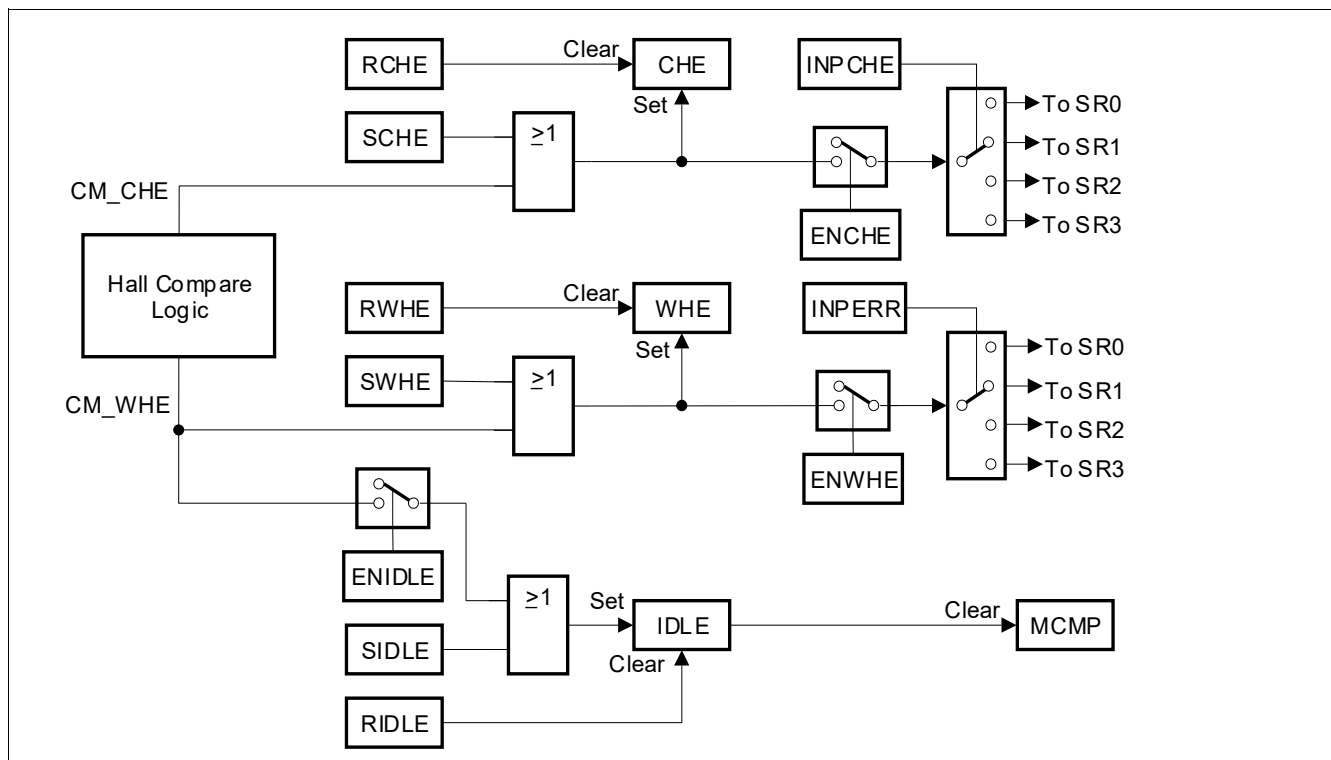 RCHE
Clear
CHE
INPCHE
Set
SCHE
≥1
To SR0
To SR1
To SR2
To SR3
CM_CHE
ENCHE
Hall Compare
Logic
RWHE
Clear
WHE
INPERR
Set
SWHE
≥1
To SR0
To SR1
To SR2
To SR3
CM_WHE
ENWHE
ENIDLE
≥1
Set
IDLE
Clear
MCMP
SIDLE
Clear
RIDLE